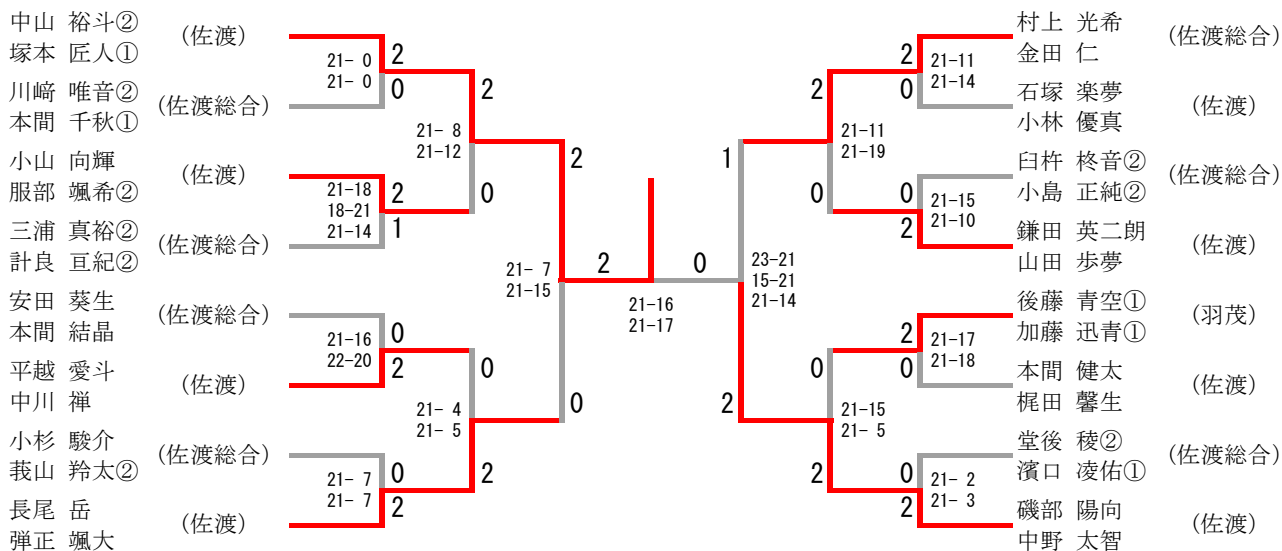 中山 裕斗②
塚本 匠人①
(佐渡)
川﨑 唯音②
本間 千秋①
(佐渡総合)
小山 向輝
服部 颯希②
(佐渡)
三浦 真裕②
計良 亘紀②
(佐渡総合)
安田 葵生
本間 結晶
(佐渡総合)
平越 愛斗
中川 禅
(佐渡)
小杉 駿介
莪山 羚太②
(佐渡総合)
長尾 岳
弾正 颯大
(佐渡)
21- 0
21- 0
2
0
21-18
18-21
21-14
2
1
21-16
22-20
0
2
21- 7
21- 7
0
2
21- 8
21-12
2
0
21- 4
21- 5
0
2
21- 7
21-15
2
0
2
0
21-16
21-17
1
2
23-21
15-21
21-14
2
0
21-11
21-19
0
2
21-15
21- 5
2
0
21-11
21-14
0
2
21-15
21-10
2
0
21-17
21-18
0
2
21- 2
21- 3
村上 光希
金田 仁
(佐渡総合)
石塚 楽夢
小林 優真
(佐渡)
臼杵 柊音②
小島 正純②
(佐渡総合)
鎌田 英二朗
山田 歩夢
(佐渡)
後藤 青空①
加藤 迅青①
(羽茂)
本間 健太
梶田 馨生
(佐渡)
堂後 稜②
濱口 凌佑①
(佐渡総合)
磯部 陽向
中野 太智
(佐渡)